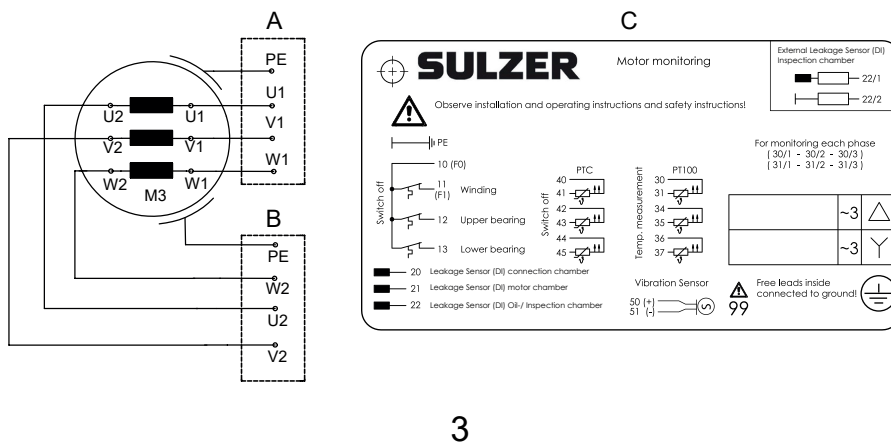 A
PE
U1
V1
W1
U2 U1
V2 V1
W2 W1
M3
B
PE
W2
U2
V2
C
SULZER
Motor monitoring
External Leakage Sensor (DI)
Inspection chamber
22/1
22/2
Observe installation and operating instructions and safety instructions!
PE
For monitoring each phase
( 30/1 - 30/2 - 30/3 )
( 31/1 - 31/2 - 31/3 )
Switch off
10 (F0)
11 Winding
(F1)
12 Upper bearing
13 Lower bearing
Switch off
PTC
40
41
42
43
44
45
Temp. measurement
PT100
30
31
34
35
36
37
~3
~3
20 Leakage Sensor (DI) connection chamber
21 Leakage Sensor (DI) motor chamber
22 Leakage Sensor (DI) Oil-/ Inspection chamber
Vibration Sensor
50 (+)
51 (-)
S
99
Free leads inside
connected to ground!
3